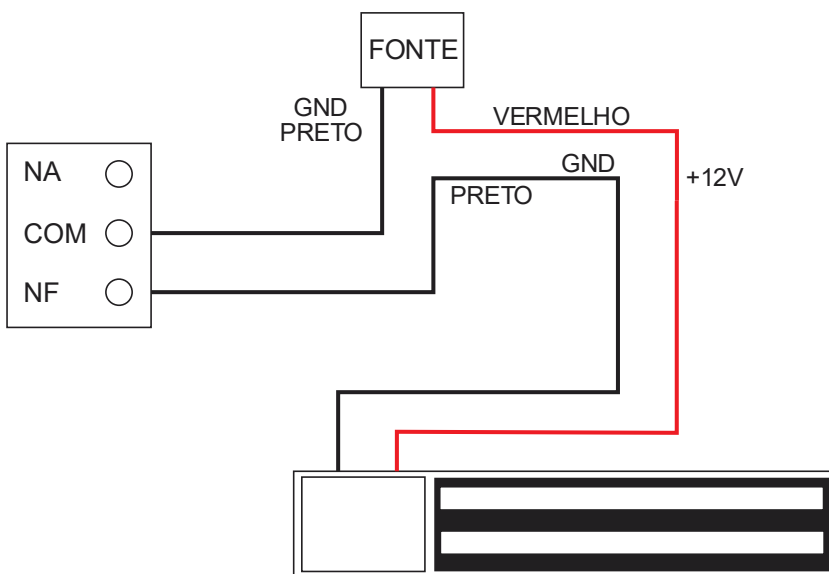 FONTE
GND
PRETO
VERMELHO
GND
PRETO
+12V
NA
COM
NF